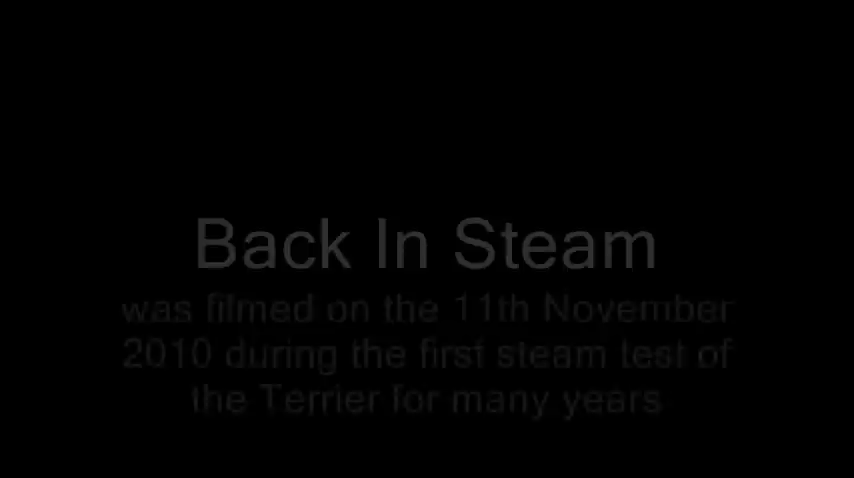 Back In Steam
was filmed on the 11th November
2010 during the first steam test of
the Terrier for many years